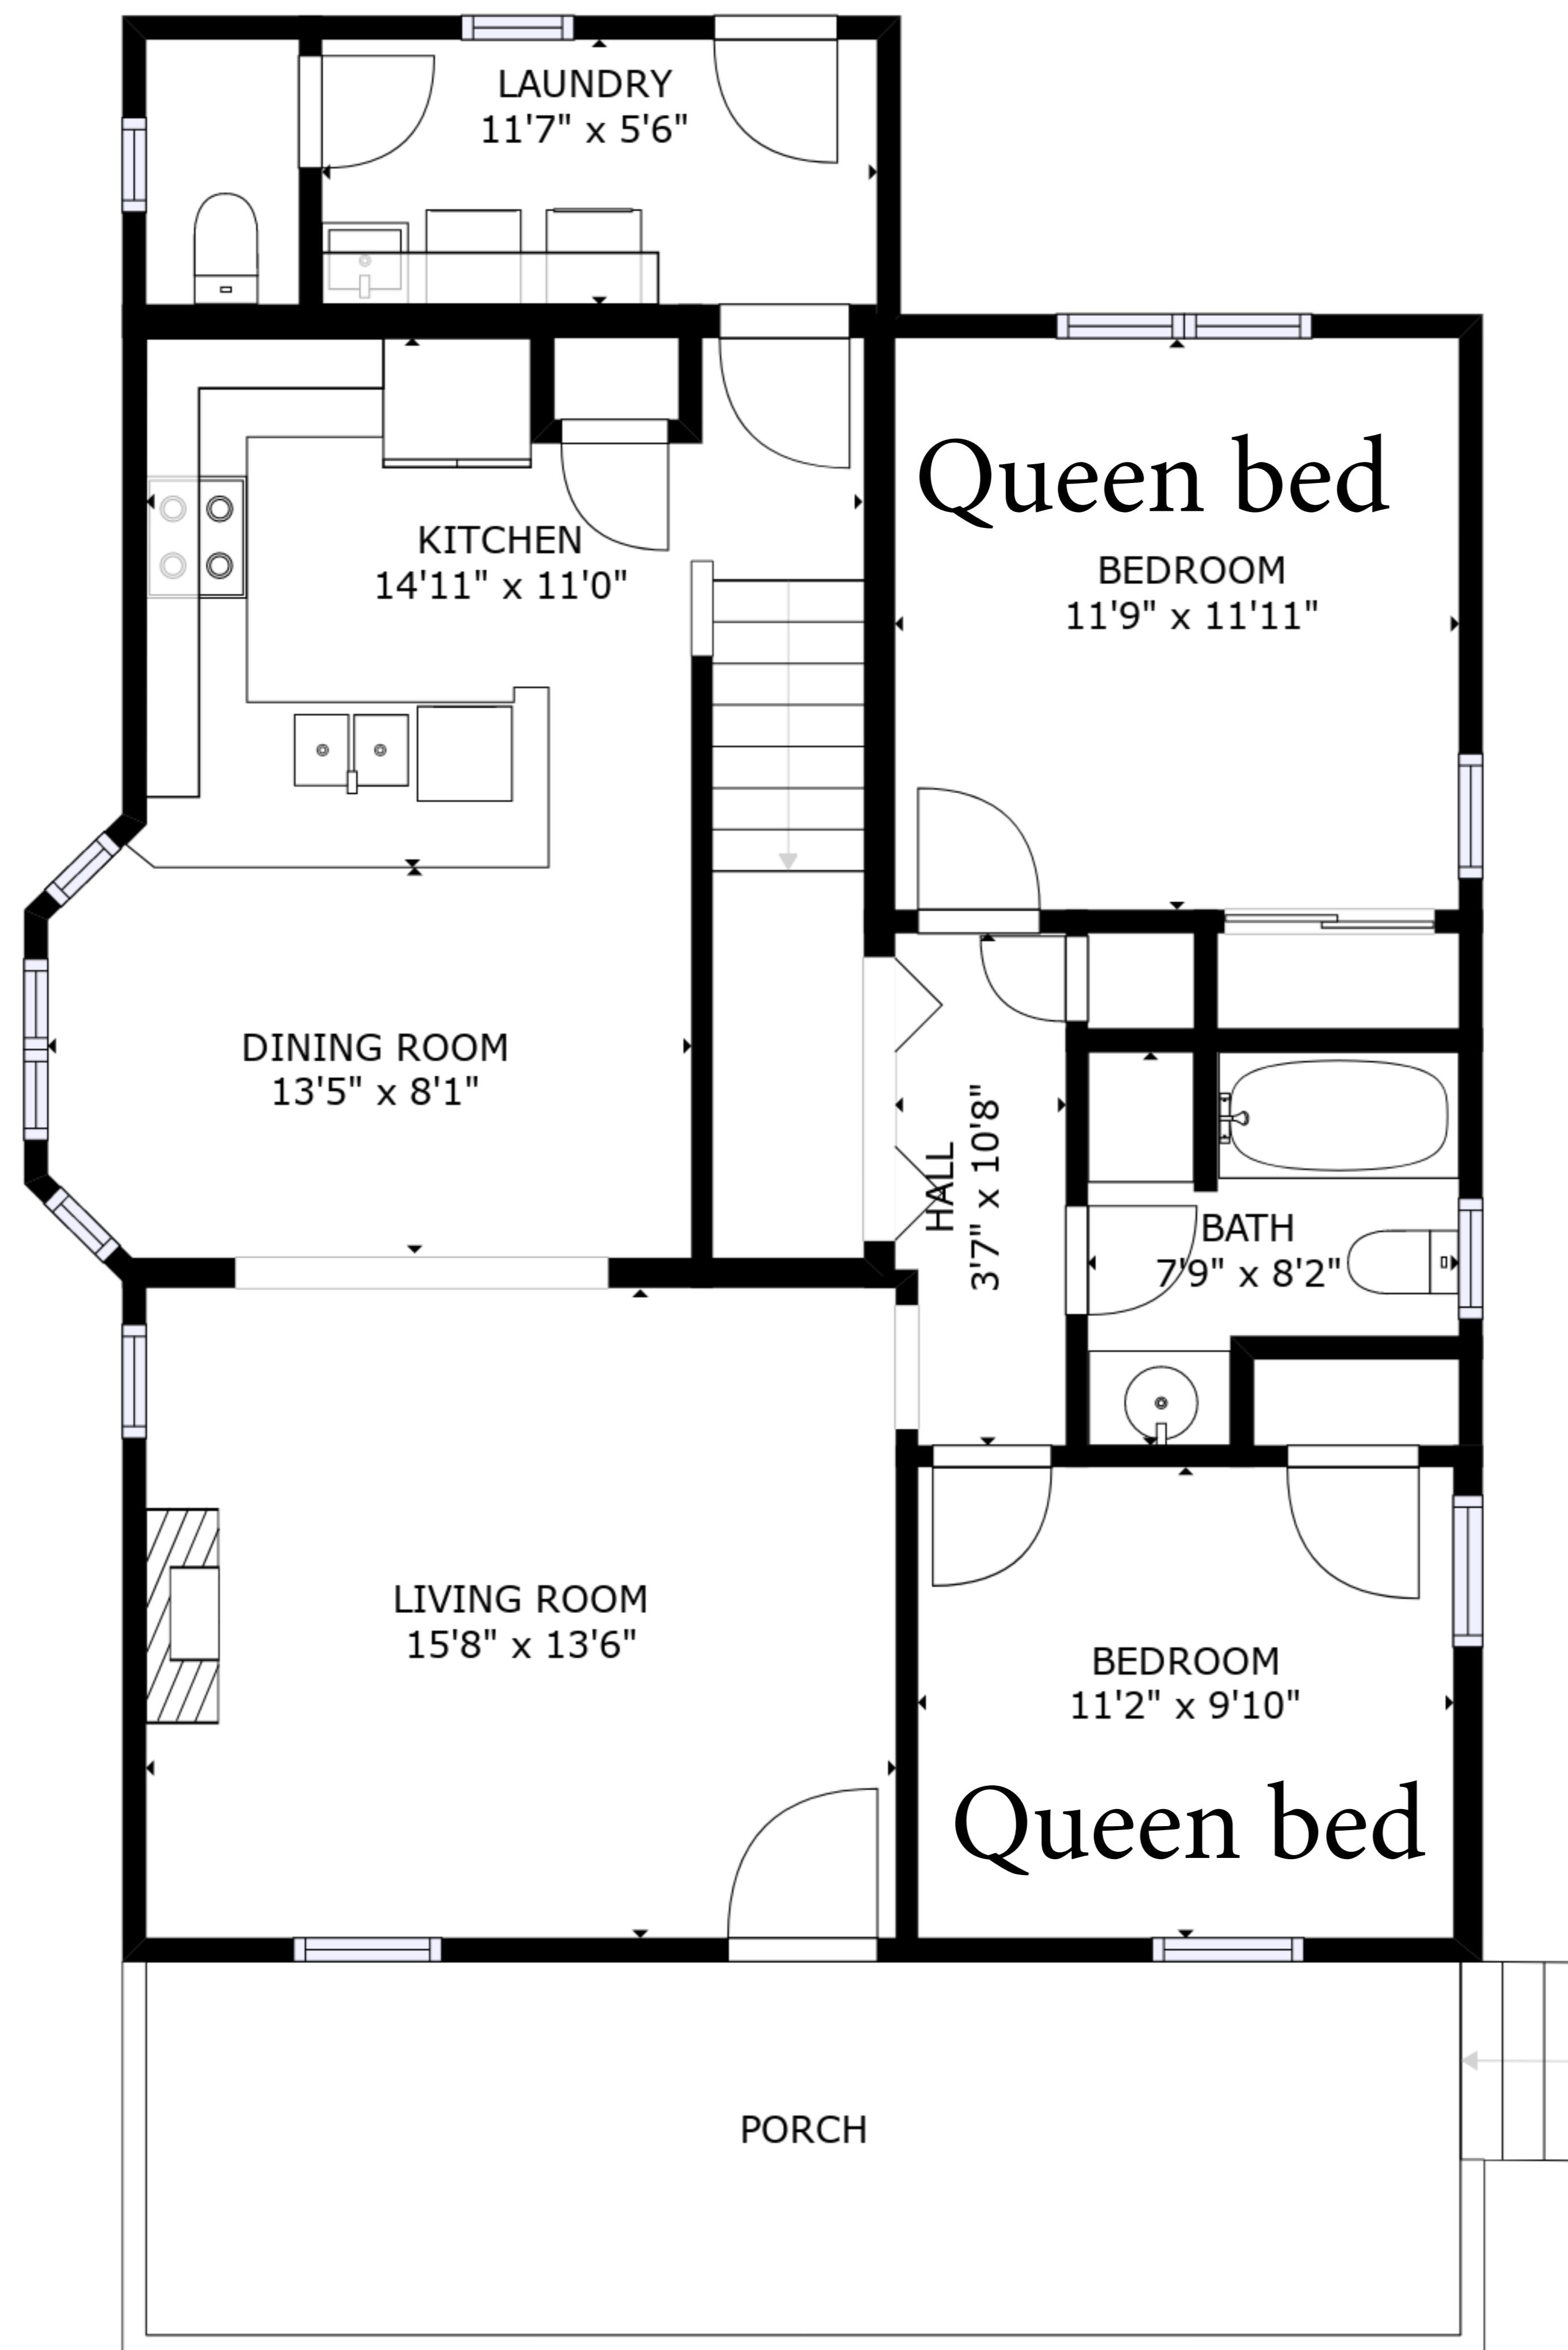 LAUNDRY
11'7" x 5'6"
Queen bed
KITCHEN
14'11" x 11'0"
BEDROOM
11'9" x 11'11"
DINING ROOM
13'5" x 8'1"
HALL
3'7" x 10'8"
BATH
7'9" x 8'2"
LIVING ROOM
15'8" x 13'6"
BEDROOM
11'2" x 9'10"
Queen bed
PORCH